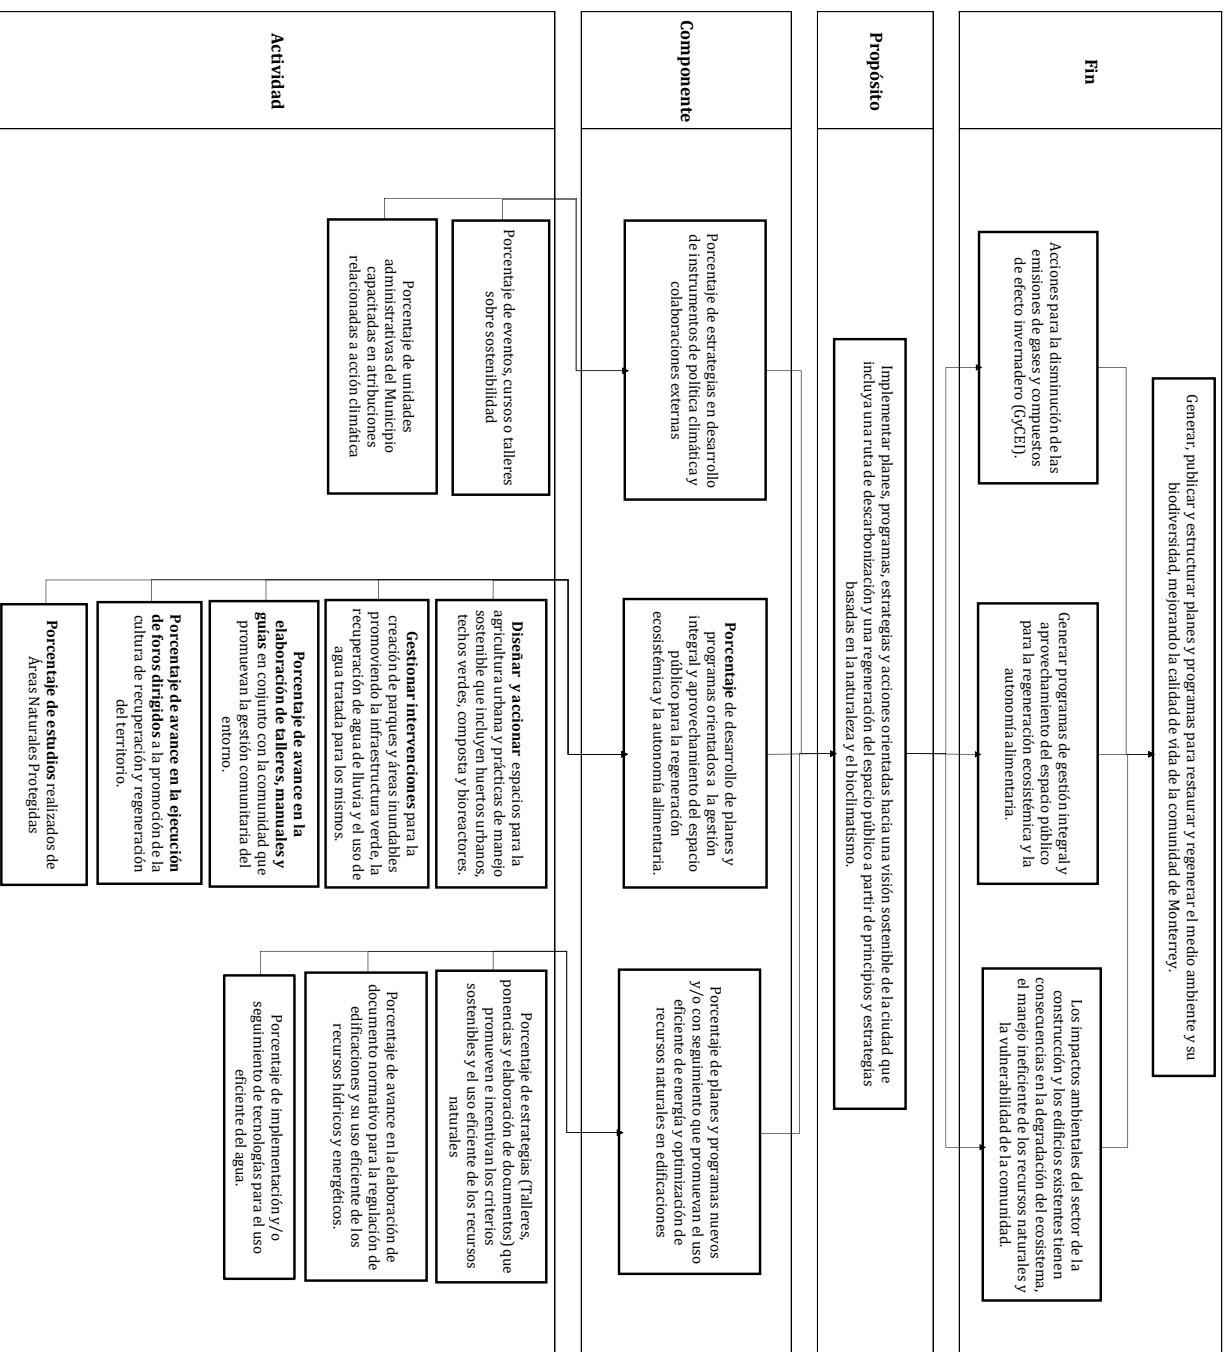 Fin
Generar, publicar y estructurar planes y programas para restaurar y regenerar el medio ambiente y su
biodiversidad, mejorando la calidad de vida de la comunidad de Monterrey.
Acciones para la disminución de las
emisiones de gases y compuestos
de efecto invernadero (GyCEI).
Generar programas de gestión integral y
aprovechamiento del espacio público
para la regeneración ecosistémica y la
autonomía alimentaria.
Los impactos ambientales del sector de la
construcción y los edificios existentes tienen
consecuencias en la degradación del ecosistema,
el manejo ineficiente de los recursos naturales y
la vulnerabilidad de la comunidad.
Propósito
Implementar planes, programas, estrategias y acciones orientadas hacia una visión sostenible de la ciudad que
incluya una ruta de descarbonización y una regeneración del espacio público a partir de principios y estrategias
basadas en la naturaleza y el bioclimatismo.
Componente
Porcentaje de estrategias en desarrollo
de instrumentos de política climática y
colaboraciones externas
Porcentaje de desarrollo de planes y
programas orientados a la gestión
integral y aprovechamiento del espacio
público para la regeneración
ecosistémica y la autonomía alimentaria.
Porcentaje de planes y programas nuevos
y/o con seguimiento que promuevan el uso
eficiente de energía y optimización de
recursos naturales en edificaciones
Actividad
Porcentaje de eventos, cursos o talleres
sobre sostenibilidad
Porcentaje de unidades
administrativas del Municipio
capacitadas en atribuciones
relacionadas a acción climática
Diseñar y accionar espacios para la
agricultura urbana y prácticas de manejo
sostenible que incluyen huertos urbanos,
techos verdes, composta y bioreactores.
Gestionar intervenciones para la
creación de parques y áreas inundables
promoviendo la infraestructura verde, la
recuperación de agua de lluvia y el uso de
agua tratada para los mismos.
Porcentaje de avance en la
elaboración de talleres, manuales y
guías en conjunto con la comunidad que
promuevan la gestión comunitaria del
entorno.
Porcentaje de avance en la ejecución
de foros dirigidos a la promoción de la
cultura de recuperación y regeneración
del territorio.
Porcentaje de estudios realizados de
Áreas Naturales Protegidas
Porcentaje de estrategias (Talleres,
ponencias y elaboración de documentos) que
promueven e incentivan los criterios
sostenibles y el uso eficiente de los recursos
naturales
Porcentaje de avance en la elaboración de
documento normativo para la regulación de
edificaciones y su uso eficiente de los
recursos hídricos y energéticos.
Porcentaje de implementación y/o
seguimiento de tecnologías para el uso
eficiente del agua.